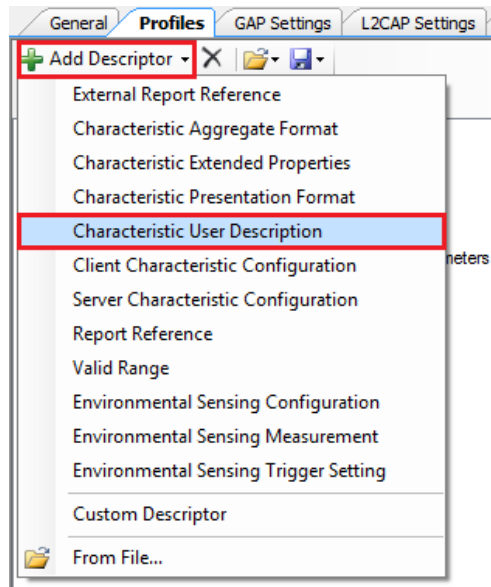 General Profiles GAP Settings L2CAP Settings
Add Descriptor
External Report Reference
Characteristic Aggregate Format
Characteristic Extended Properties
Characteristic Presentation Format
Characteristic User Description
Client Characteristic Configuration
neters
Server Characteristic Configuration
Report Reference
Valid Range
Environmental Sensing Configuration
Environmental Sensing Measurement
Environmental Sensing Trigger Setting
Custom Descriptor
From File...